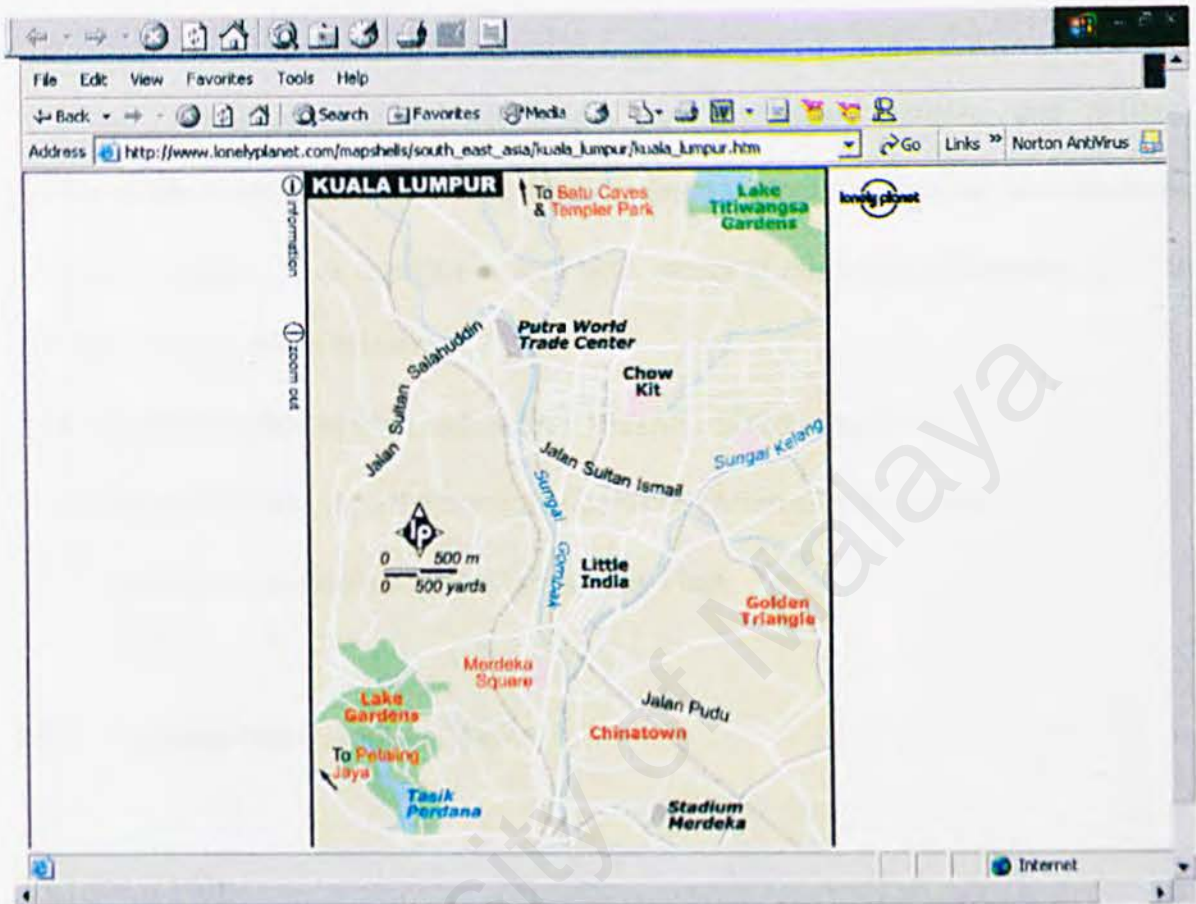 File Edit View Favorites Tools Help
Back Search Favorites Media
Address http://www.lonelyplanet.com/mapshells/south_east_asia/kuala_lumpur/kuala_lumpur.htm Go Links » Norton AntiVirus
i information
KUALA LUMPUR
To Batu Caves
& Templer Park
Lake
Titiwangsa
Gardens
lonely planet
zoom out
Jalan Sultan Salahuddin
Putra World
Trade Center
Chow
Kit
Sungai Kelang
Jalan Sultan Ismail
Sungai Gombak
lp
0 500 m
0 500 yards
Little
India
Golden
Triangle
Merdeka
Square
Lake
Gardens
Jalan Pudu
Chinatown
To Petaling
Jaya
Tasik
Perdana
Stadium
Merdeka
Internet
sity of Malaya